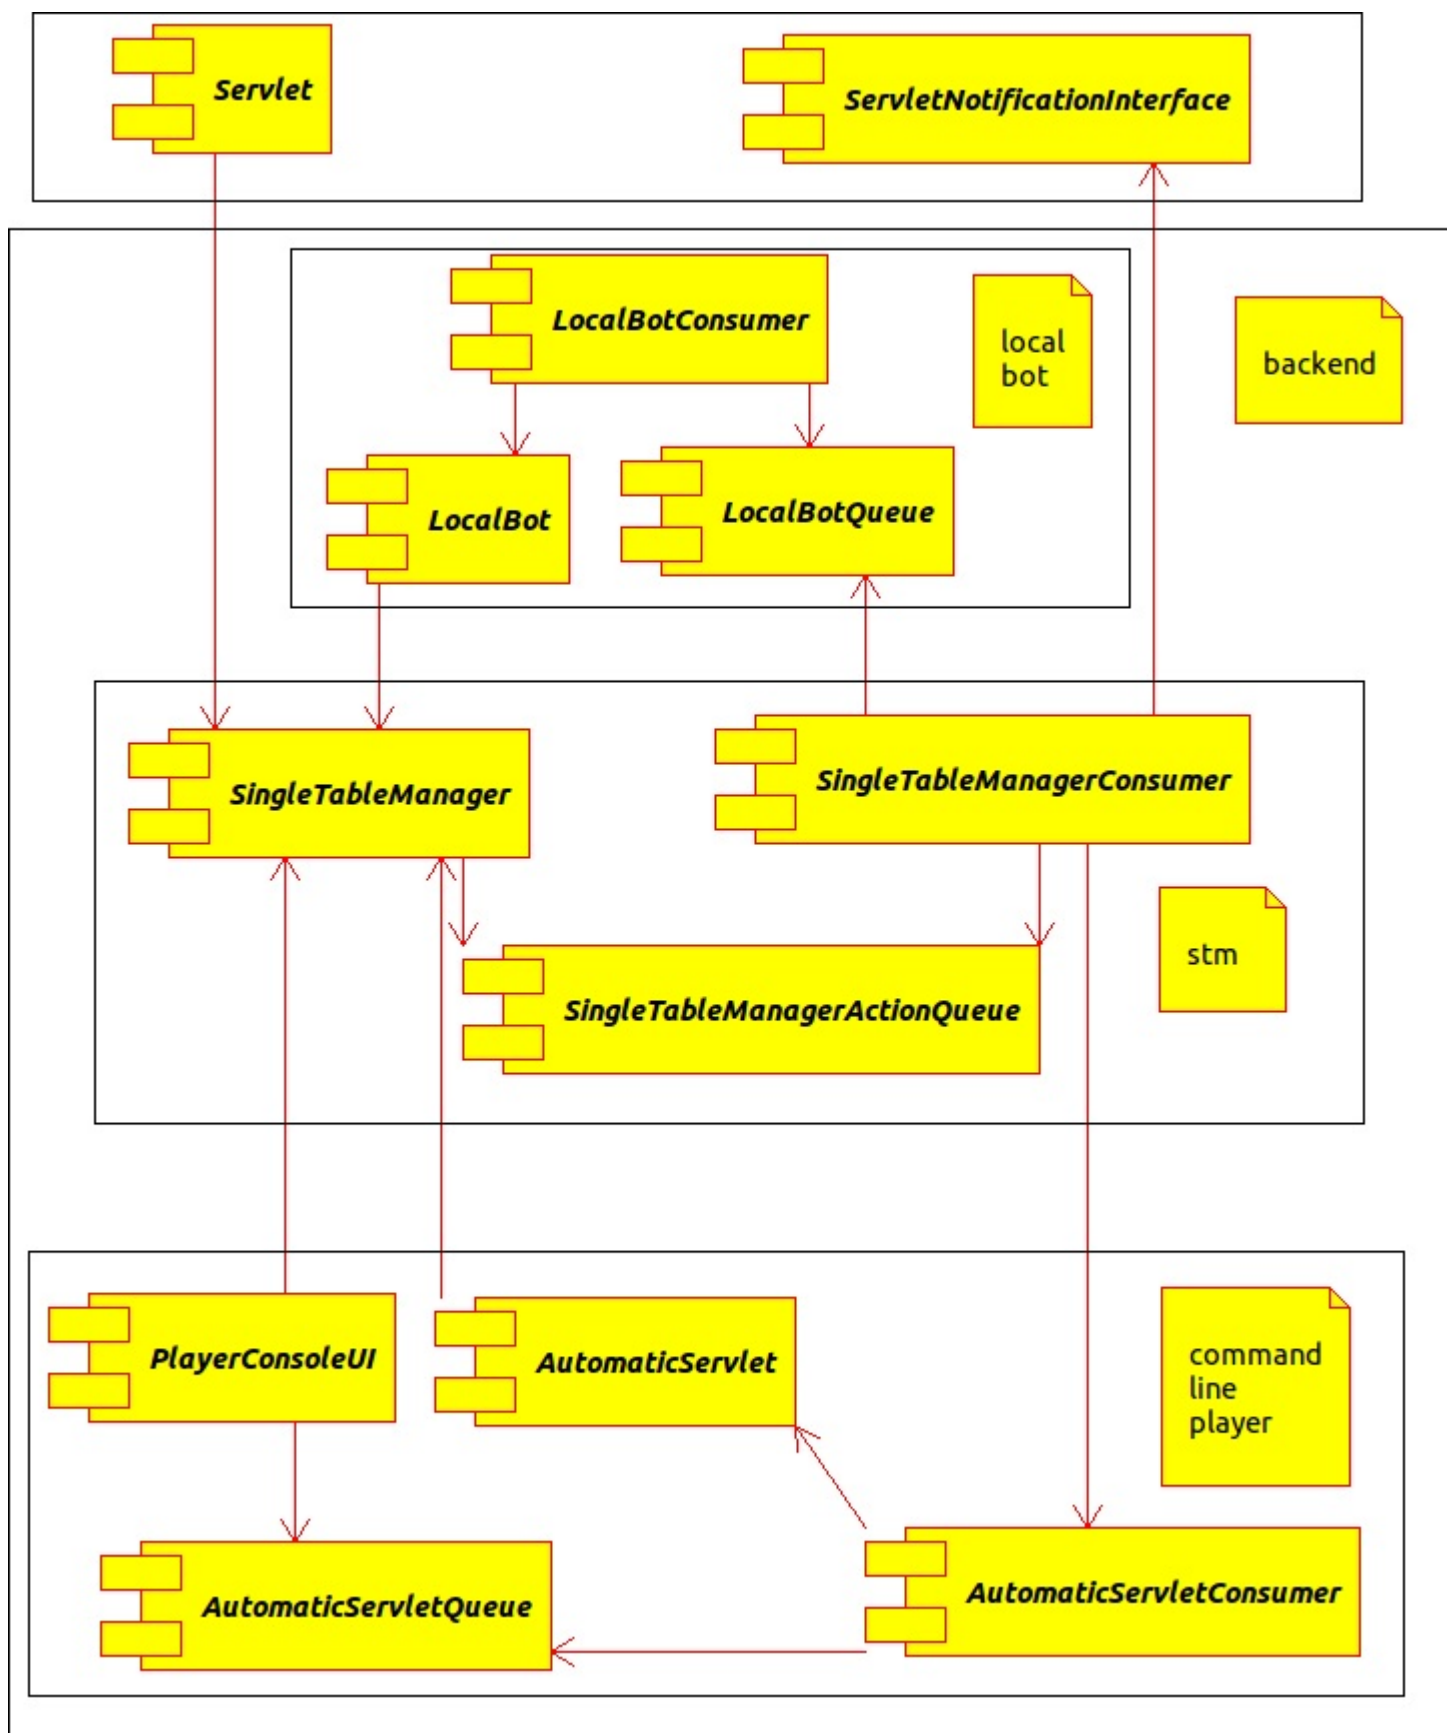 Servlet
ServletNotificationInterface
LocalBotConsumer
local
bot
backend
LocalBot
LocalBotQueue
SingleTableManager
SingleTableManagerConsumer
stm
SingleTableManagerActionQueue
PlayerConsoleUI
AutomaticServlet
command
line
player
AutomaticServletQueue
AutomaticServletConsumer